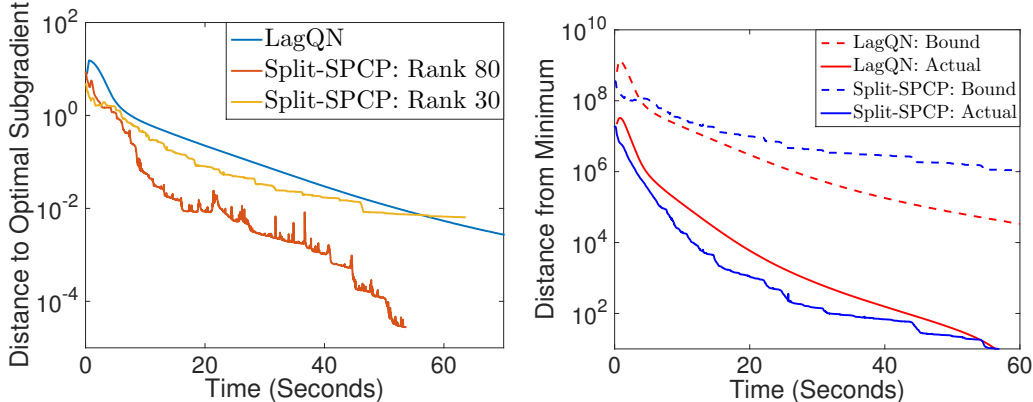 Distance to Optimal Subgradient
10^2
10^0
10^-2
10^-4
0
20
40
60
Time (Seconds)
LagQN
Split-SPCP: Rank 80
Split-SPCP: Rank 30
Distance from Minimum
10^10
10^8
10^6
10^4
10^2
0
20
40
60
Time (Seconds)
LagQN: Bound
LagQN: Actual
Split-SPCP: Bound
Split-SPCP: Actual